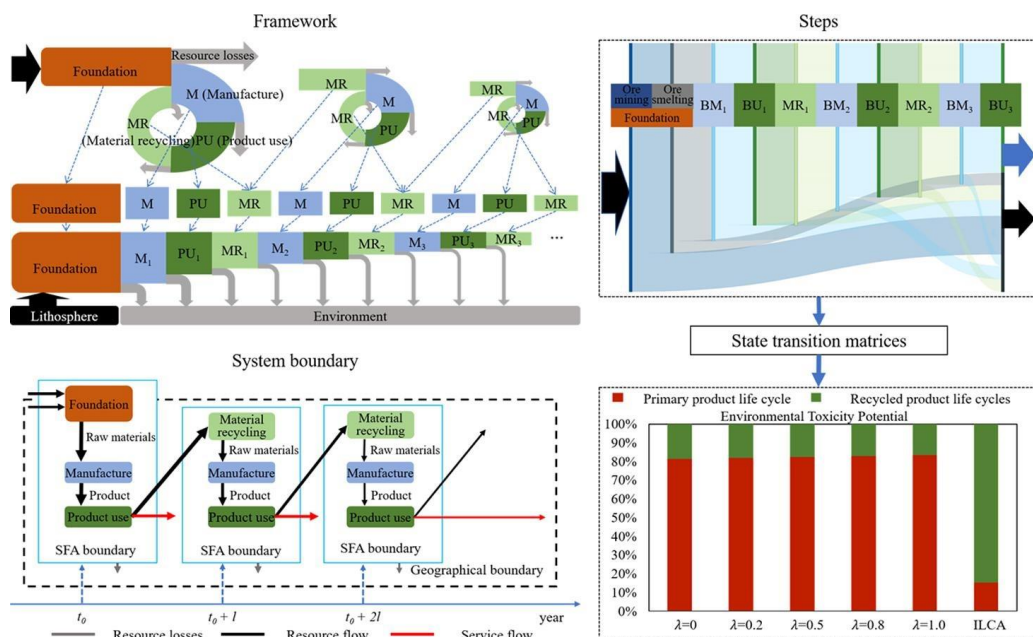 Framework
Resource losses
Foundation
M (Manufacture)
MR
(Material recycling)
PU (Product use)
MR
MR
M
PU
MR
MR
M
PU
Foundation
M
PU
MR
M
PU
MR
M
PU
MR
Foundation
M₁
PU₁
MR₁
M₂
PU₂
MR₂
M₃
PU₃
MR₃
...
Lithosphere
Environment
System boundary
Foundation
Raw materials
Manufacture
Product
Product use
SFA boundary
Material
recycling
Raw materials
Manufacture
Product
Product use
SFA boundary
Material
recycling
Raw materials
Manufacture
Product
Product use
SFA boundary
Geographical boundary
t₀
t₀ + l
t₀ + 2l
year
Resource losses
Resource flow
Service flow
Steps
Ore
mining
Ore
smelting
Foundation
BM₁
BU₁
MR₁
BM₂
BU₂
MR₂
BM₃
BU₃
State transition matrices
Primary product life cycle
Recycled product life cycles
Environmental Toxicity Potential
100%
90%
80%
70%
60%
50%
40%
30%
20%
10%
0%
λ=0
λ=0.2
λ=0.5
λ=0.8
λ=1.0
ILCA